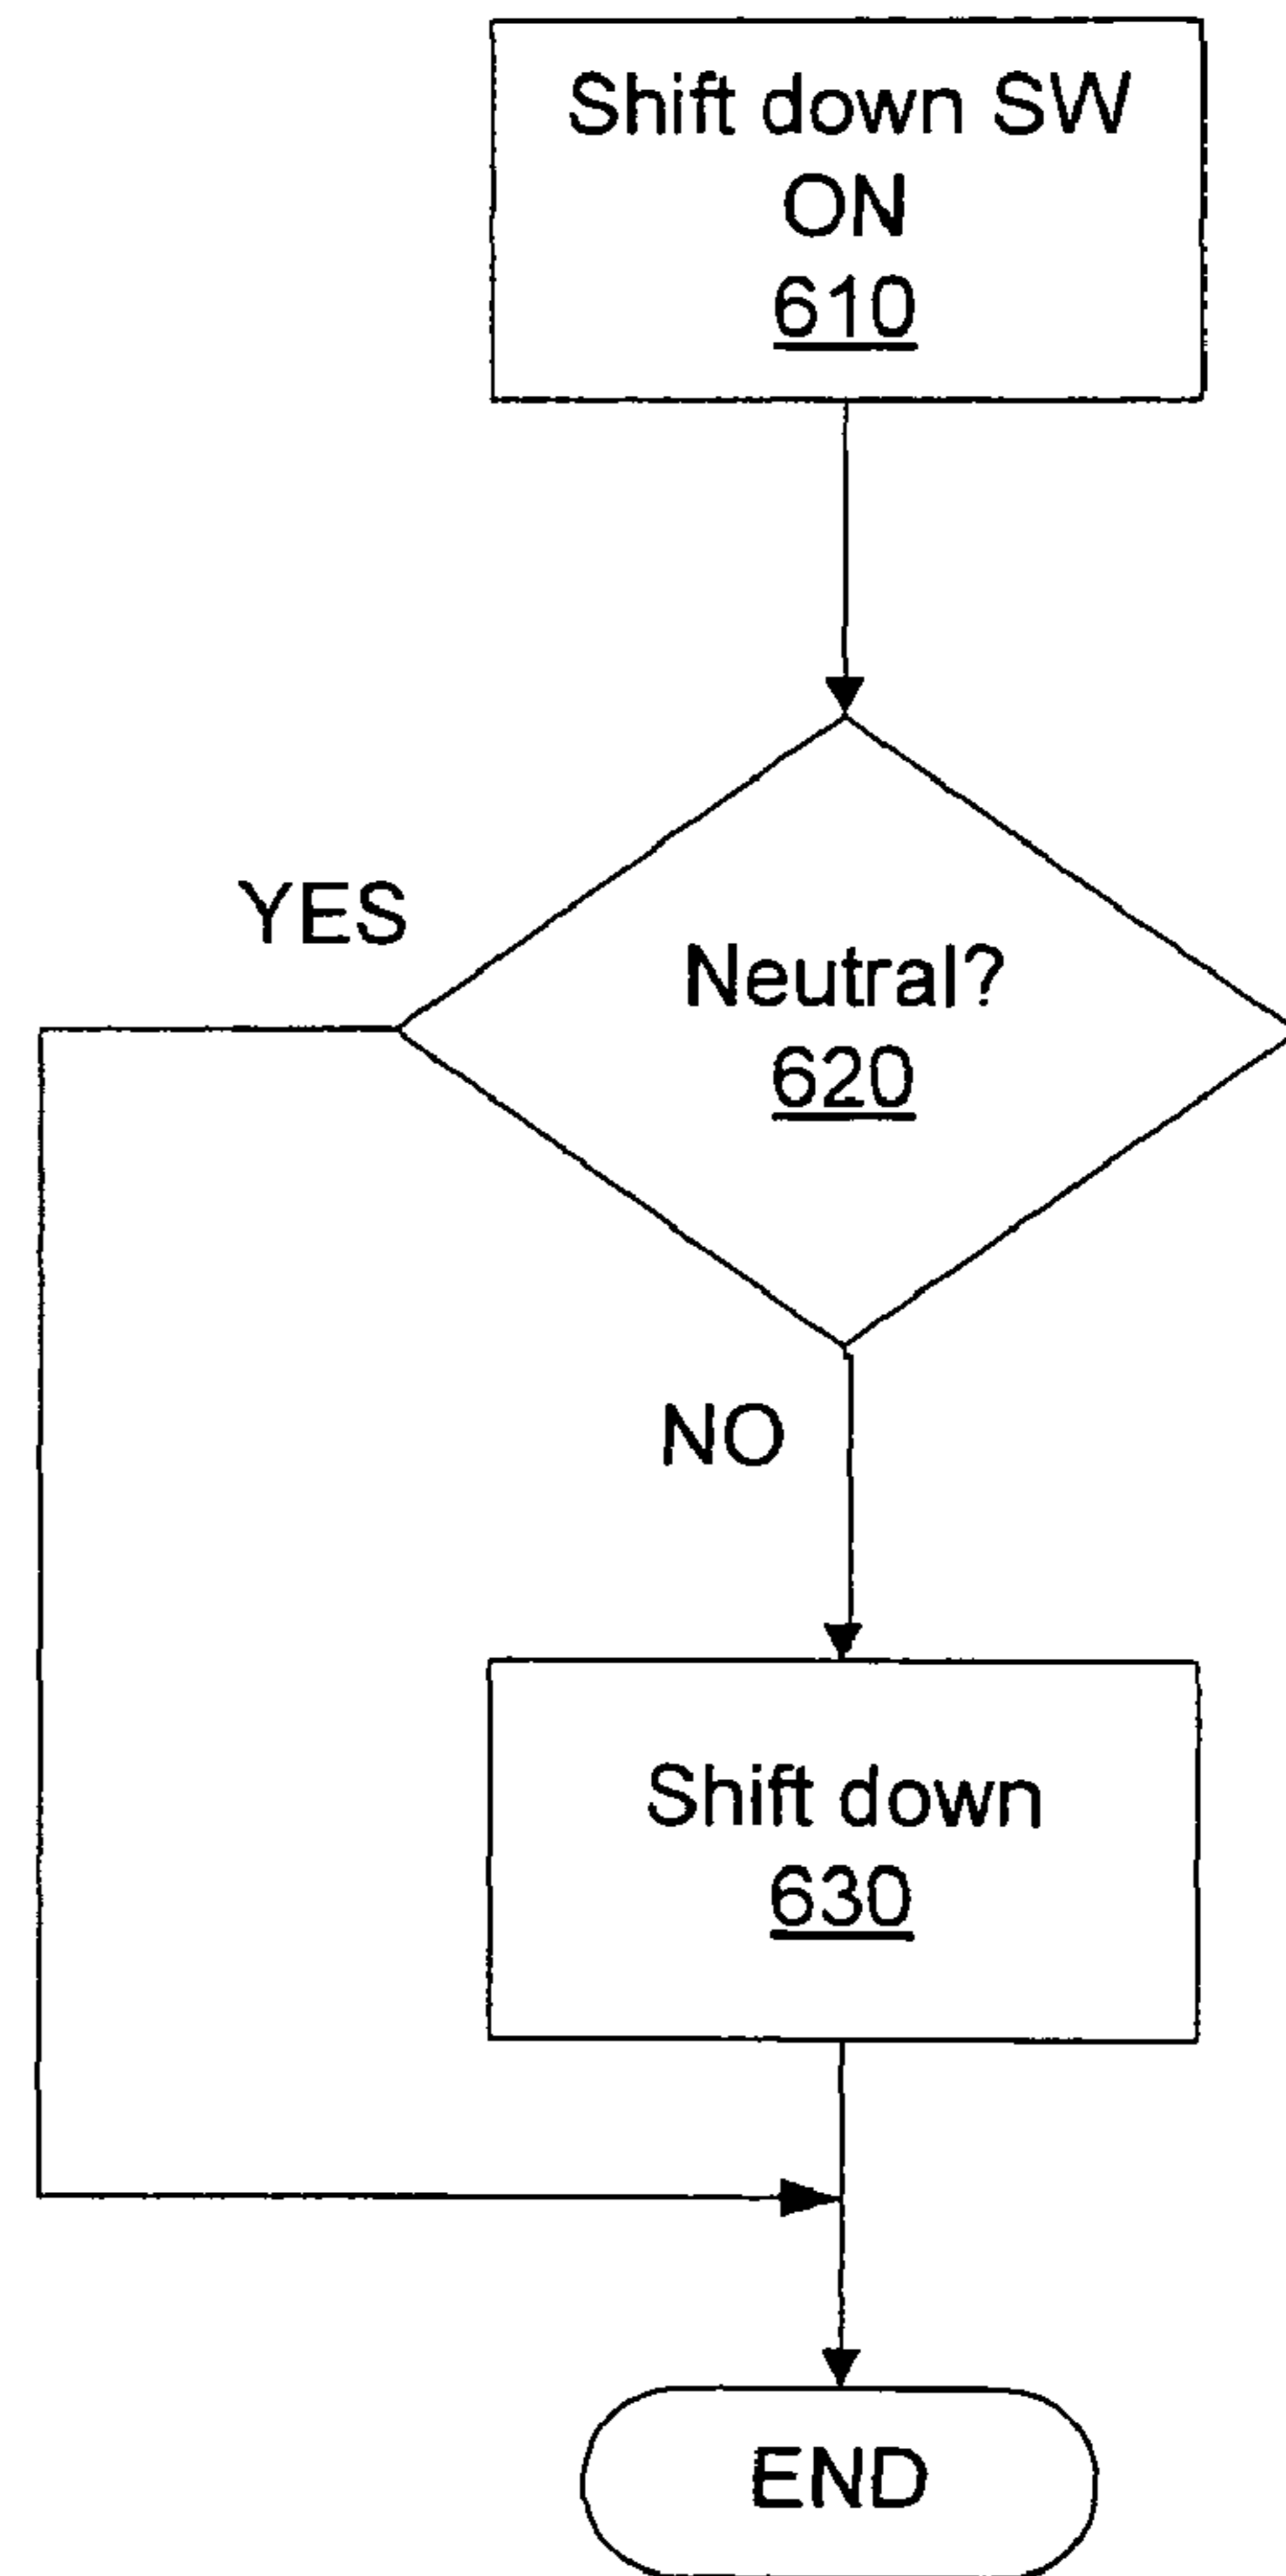 Shift down SW
ON
610
YES
Neutral?
620
NO
Shift down
630
END